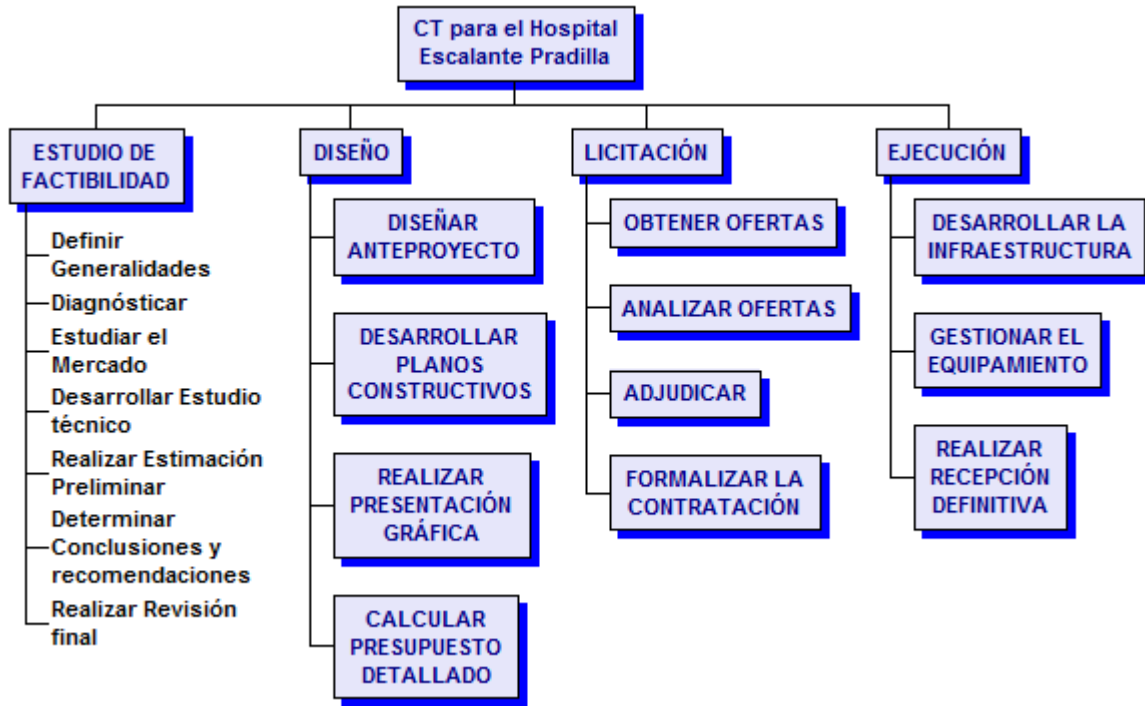 CT para el Hospital
Escalante Pradilla
ESTUDIO DE
FACTIBILIDAD
Definir
Generalidades
Diagnósticar
Estudiar el
Mercado
Desarrollar Estudio
técnico
Realizar Estimación
Preliminar
Determinar
Conclusiones y
recomendaciones
Realizar Revisión
final
DISEÑO
DISEÑAR
ANTEPROYECTO
DESARROLLAR
PLANOS
CONSTRUCTIVOS
REALIZAR
PRESENTACIÓN
GRÁFICA
CALCULAR
PRESUPUESTO
DETALLADO
LICITACIÓN
OBTENER OFERTAS
ANALIZAR OFERTAS
ADJUDICAR
FORMALIZAR LA
CONTRATACIÓN
EJECUCIÓN
DESARROLLAR LA
INFRAESTRUCTURA
GESTIONAR EL
EQUIPAMIENTO
REALIZAR
RECEPCIÓN
DEFINITIVA